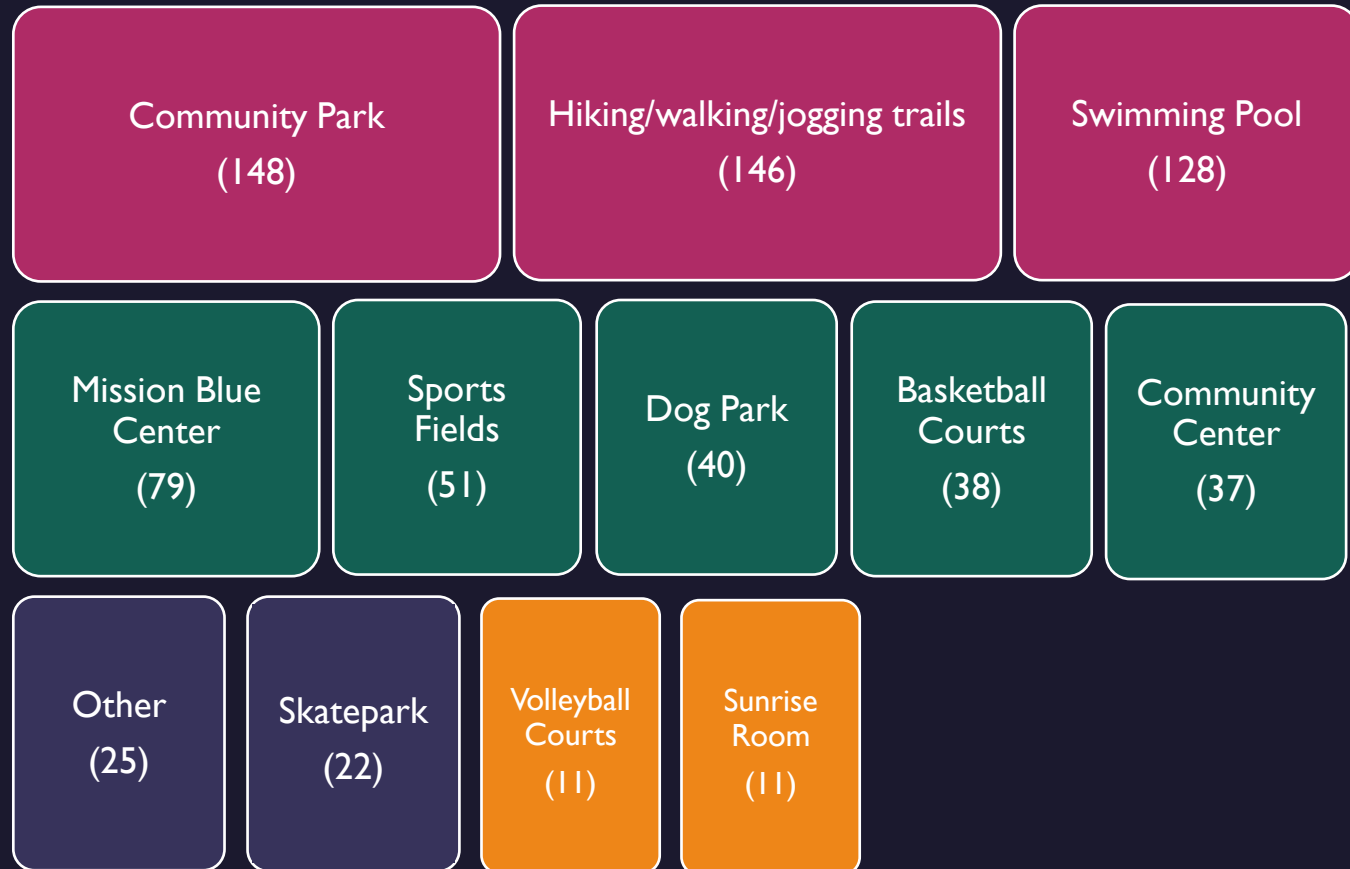 Community Park
(148)
Hiking/walking/jogging trails
(146)
Swimming Pool
(128)
Mission Blue
Center
(79)
Sports
Fields
(51)
Dog Park
(40)
Basketball
Courts
(38)
Community
Center
(37)
Other
(25)
Skatepark
(22)
Volleyball
Courts
(11)
Sunrise
Room
(11)